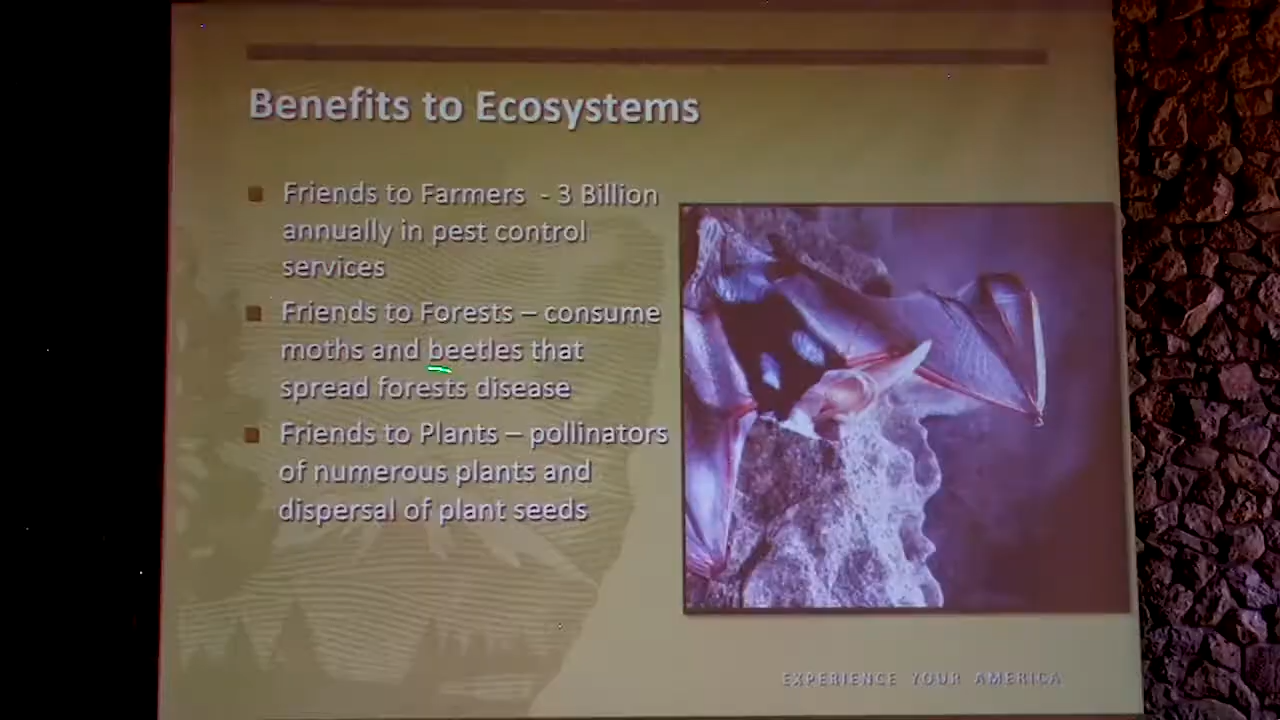 Benefits to Ecosystems
Friends to Farmers - 3 Billion
annually in pest control
services
Friends to Forests – consume
moths and beetles that
spread forests disease
Friends to Plants – pollinators
of numerous plants and
dispersal of plant seeds
EXPERIENCE YOUR AMERICA